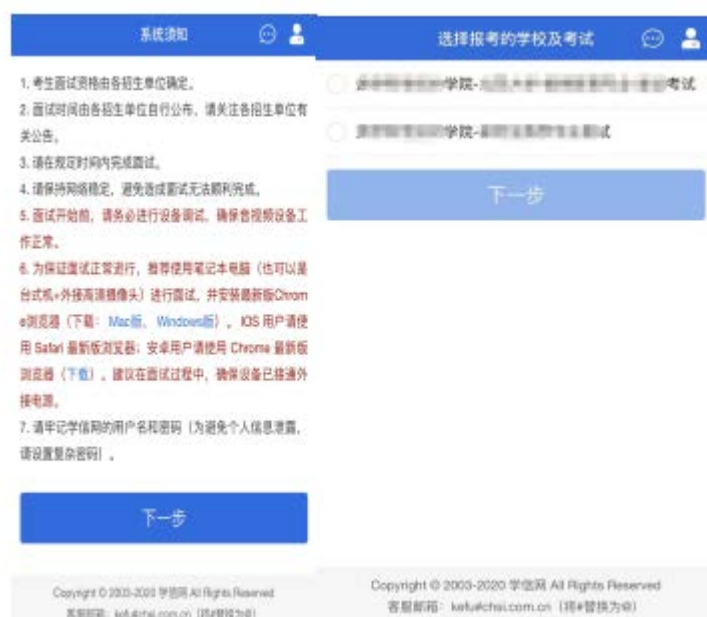 系统须知
1. 考生面试资格由各招生单位确定。
2. 面试时间由各招生单位自行公布，请关注各招生单位有
关公告。
3. 请在规定时间内完成面试。
4. 请保持网络稳定，避免造成面试无法顺利完成。
5. 面试开始前，请务必进行设备调试，确保音视频设备工
作正常。
6. 为保证面试正常进行，推荐使用笔记本电脑（也可以是
台式机+外接高清摄像头）进行面试，并安装最新版Chrom
e浏览器（下载： Mac版、 Windows版）。IOS 用户请使
用 Safari 最新版浏览器；安卓用户请使用 Chrome 最新版
浏览器（下载）。建议在面试过程中，确保设备已接通外
接电源。
7. 请牢记学信网的用户名和密码（为避免个人信息泄露，
请设置复杂密码）。
下一步
Copyright © 2003-2020 学信网 All Rights Reserved
客服邮箱：kefu#chsi.com.cn（将#替换为@）
选择报考的学校及考试
学院- 考试
学院- 试
下一步
Copyright © 2003-2020 学信网 All Rights Reserved
客服邮箱：kefu#chsi.com.cn（将#替换为@）